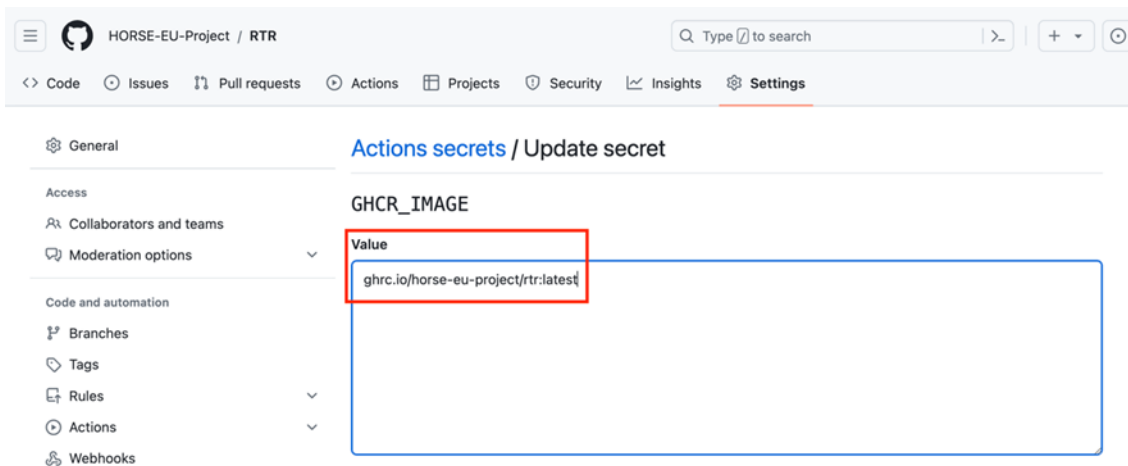 HORSE-EU-Project / RTR
Type / to search
Code Issues Pull requests Actions Projects Security Insights Settings
General
Access
Collaborators and teams
Moderation options
Code and automation
Branches
Tags
Rules
Actions
Webhooks
Actions secrets / Update secret
GHCR_IMAGE
Value
ghrc.io/horse-eu-project/rtr:latest